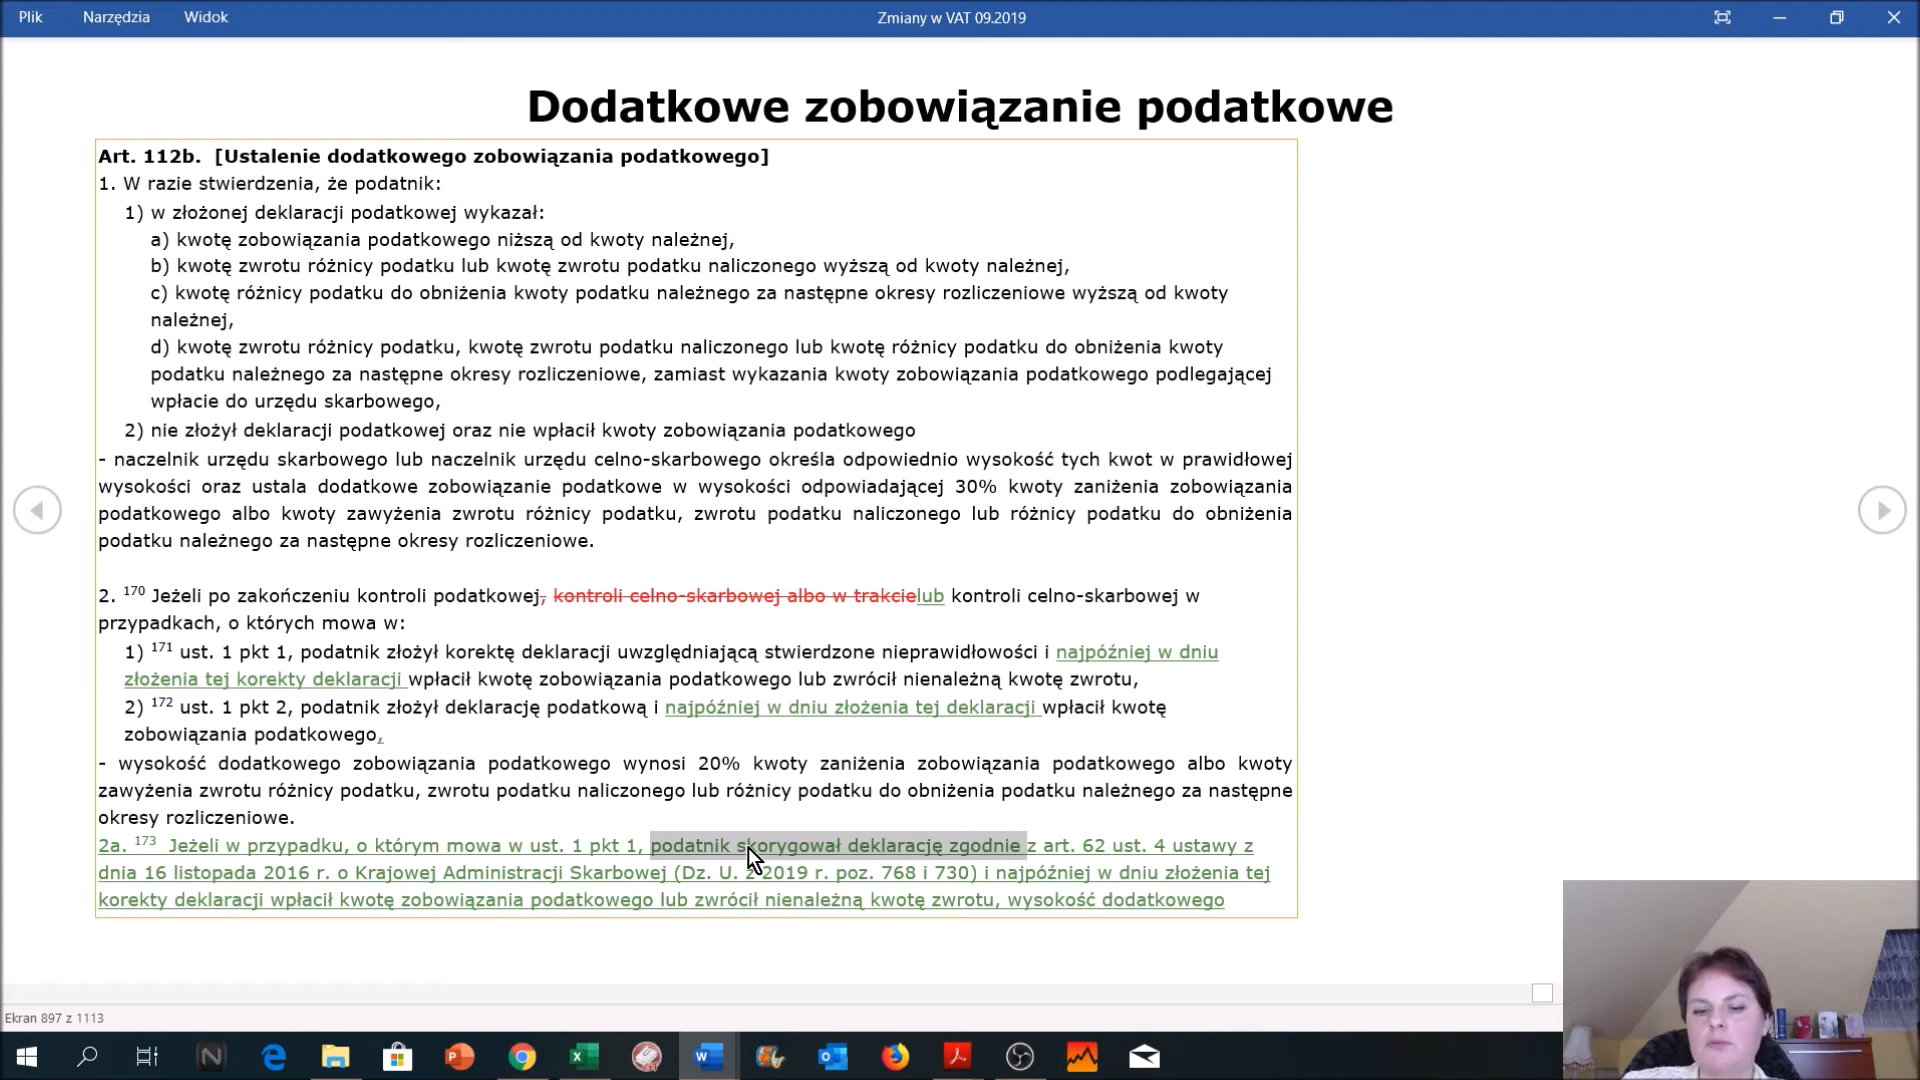 Plik Narzędzia Widok Zmiany w VAT 09.2019
Dodatkowe zobowiązanie podatkowe
Art. 112b. [Ustalenie dodatkowego zobowiązania podatkowego]
1. W razie stwierdzenia, że podatnik:
1) w złożonej deklaracji podatkowej wykazał:
a) kwotę zobowiązania podatkowego niższą od kwoty należnej,
b) kwotę zwrotu różnicy podatku lub kwotę zwrotu podatku naliczonego wyższą od kwoty należnej,
c) kwotę różnicy podatku do obniżenia kwoty podatku należnego za następne okresy rozliczeniowe wyższą od kwoty
należnej,
d) kwotę zwrotu różnicy podatku, kwotę zwrotu podatku naliczonego lub kwotę różnicy podatku do obniżenia kwoty
podatku należnego za następne okresy rozliczeniowe, zamiast wykazania kwoty zobowiązania podatkowego podlegającej
wpłacie do urzędu skarbowego,
2) nie złożył deklaracji podatkowej oraz nie wpłacił kwoty zobowiązania podatkowego
- naczelnik urzędu skarbowego lub naczelnik urzędu celno-skarbowego określa odpowiednio wysokość tych kwot w prawidłowej
wysokości oraz ustala dodatkowe zobowiązanie podatkowe w wysokości odpowiadającej 30% kwoty zaniżenia zobowiązania
podatkowego albo kwoty zawyżenia zwrotu różnicy podatku, zwrotu podatku naliczonego lub różnicy podatku do obniżenia
podatku należnego za następne okresy rozliczeniowe.
2. 170 Jeżeli po zakończeniu kontroli podatkowej, kontroli celno-skarbowej albo w trakcielub kontroli celno-skarbowej w
przypadkach, o których mowa w:
1) 171 ust. 1 pkt 1, podatnik złożył korektę deklaracji uwzględniającą stwierdzone nieprawidłowości i najpóźniej w dniu
złożenia tej korekty deklaracji wpłacił kwotę zobowiązania podatkowego lub zwrócił nienależną kwotę zwrotu,
2) 172 ust. 1 pkt 2, podatnik złożył deklarację podatkową i najpóźniej w dniu złożenia tej deklaracji wpłacił kwotę
zobowiązania podatkowego,
- wysokość dodatkowego zobowiązania podatkowego wynosi 20% kwoty zaniżenia zobowiązania podatkowego albo kwoty
zawyżenia zwrotu różnicy podatku, zwrotu podatku naliczonego lub różnicy podatku do obniżenia podatku należnego za następne
okresy rozliczeniowe.
2a. 173 Jeżeli w przypadku, o którym mowa w ust. 1 pkt 1, podatnik skorygował deklarację zgodnie z art. 62 ust. 4 ustawy z
dnia 16 listopada 2016 r. o Krajowej Administracji Skarbowej (Dz. U. z 2019 r. poz. 768 i 730) i najpóźniej w dniu złożenia tej
korekty deklaracji wpłacił kwotę zobowiązania podatkowego lub zwrócił nienależną kwotę zwrotu, wysokość dodatkowego
Ekran 897 z 1113